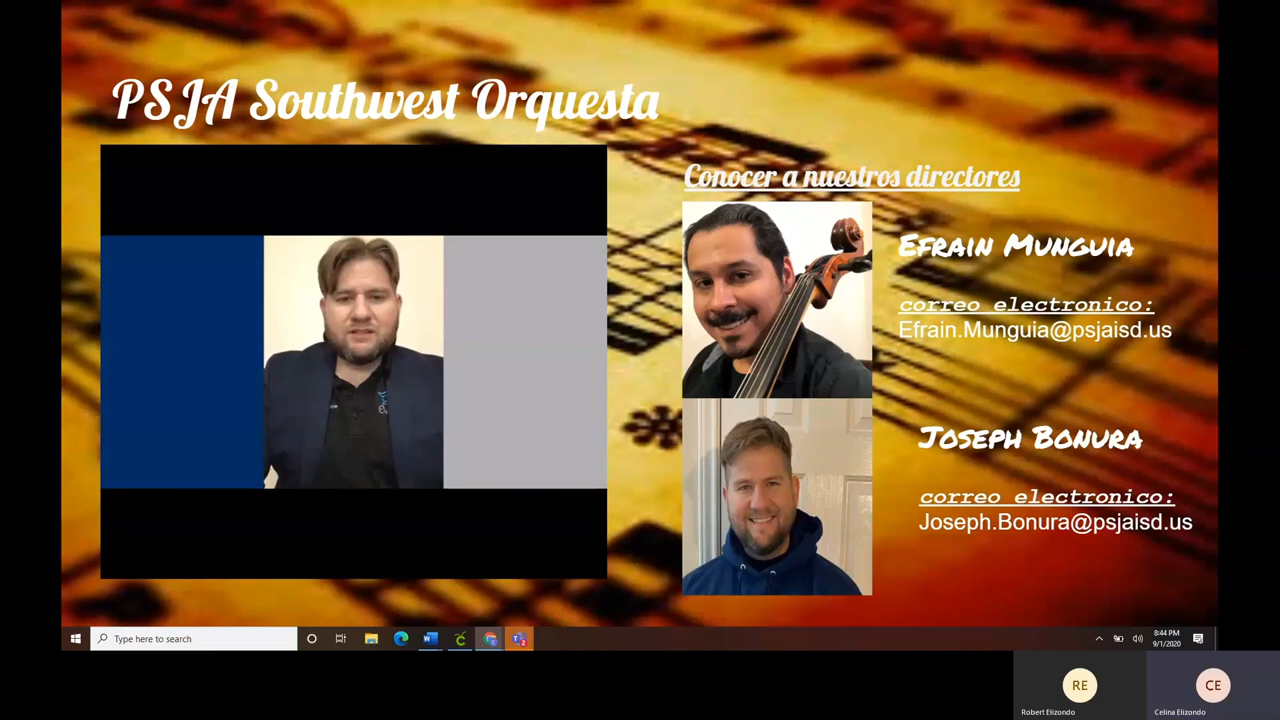 PSJA Southwest Orquesta
Conocer a nuestros directores
Efrain Munguia
correo electronico:
Efrain.Munguia@psjaisd.us
Joseph Bonura
correo electronico:
Joseph.Bonura@psjaisd.us
Type here to search
8:44 PM
9/1/2020
RE
Robert Elizondo
CE
Celina Elizondo